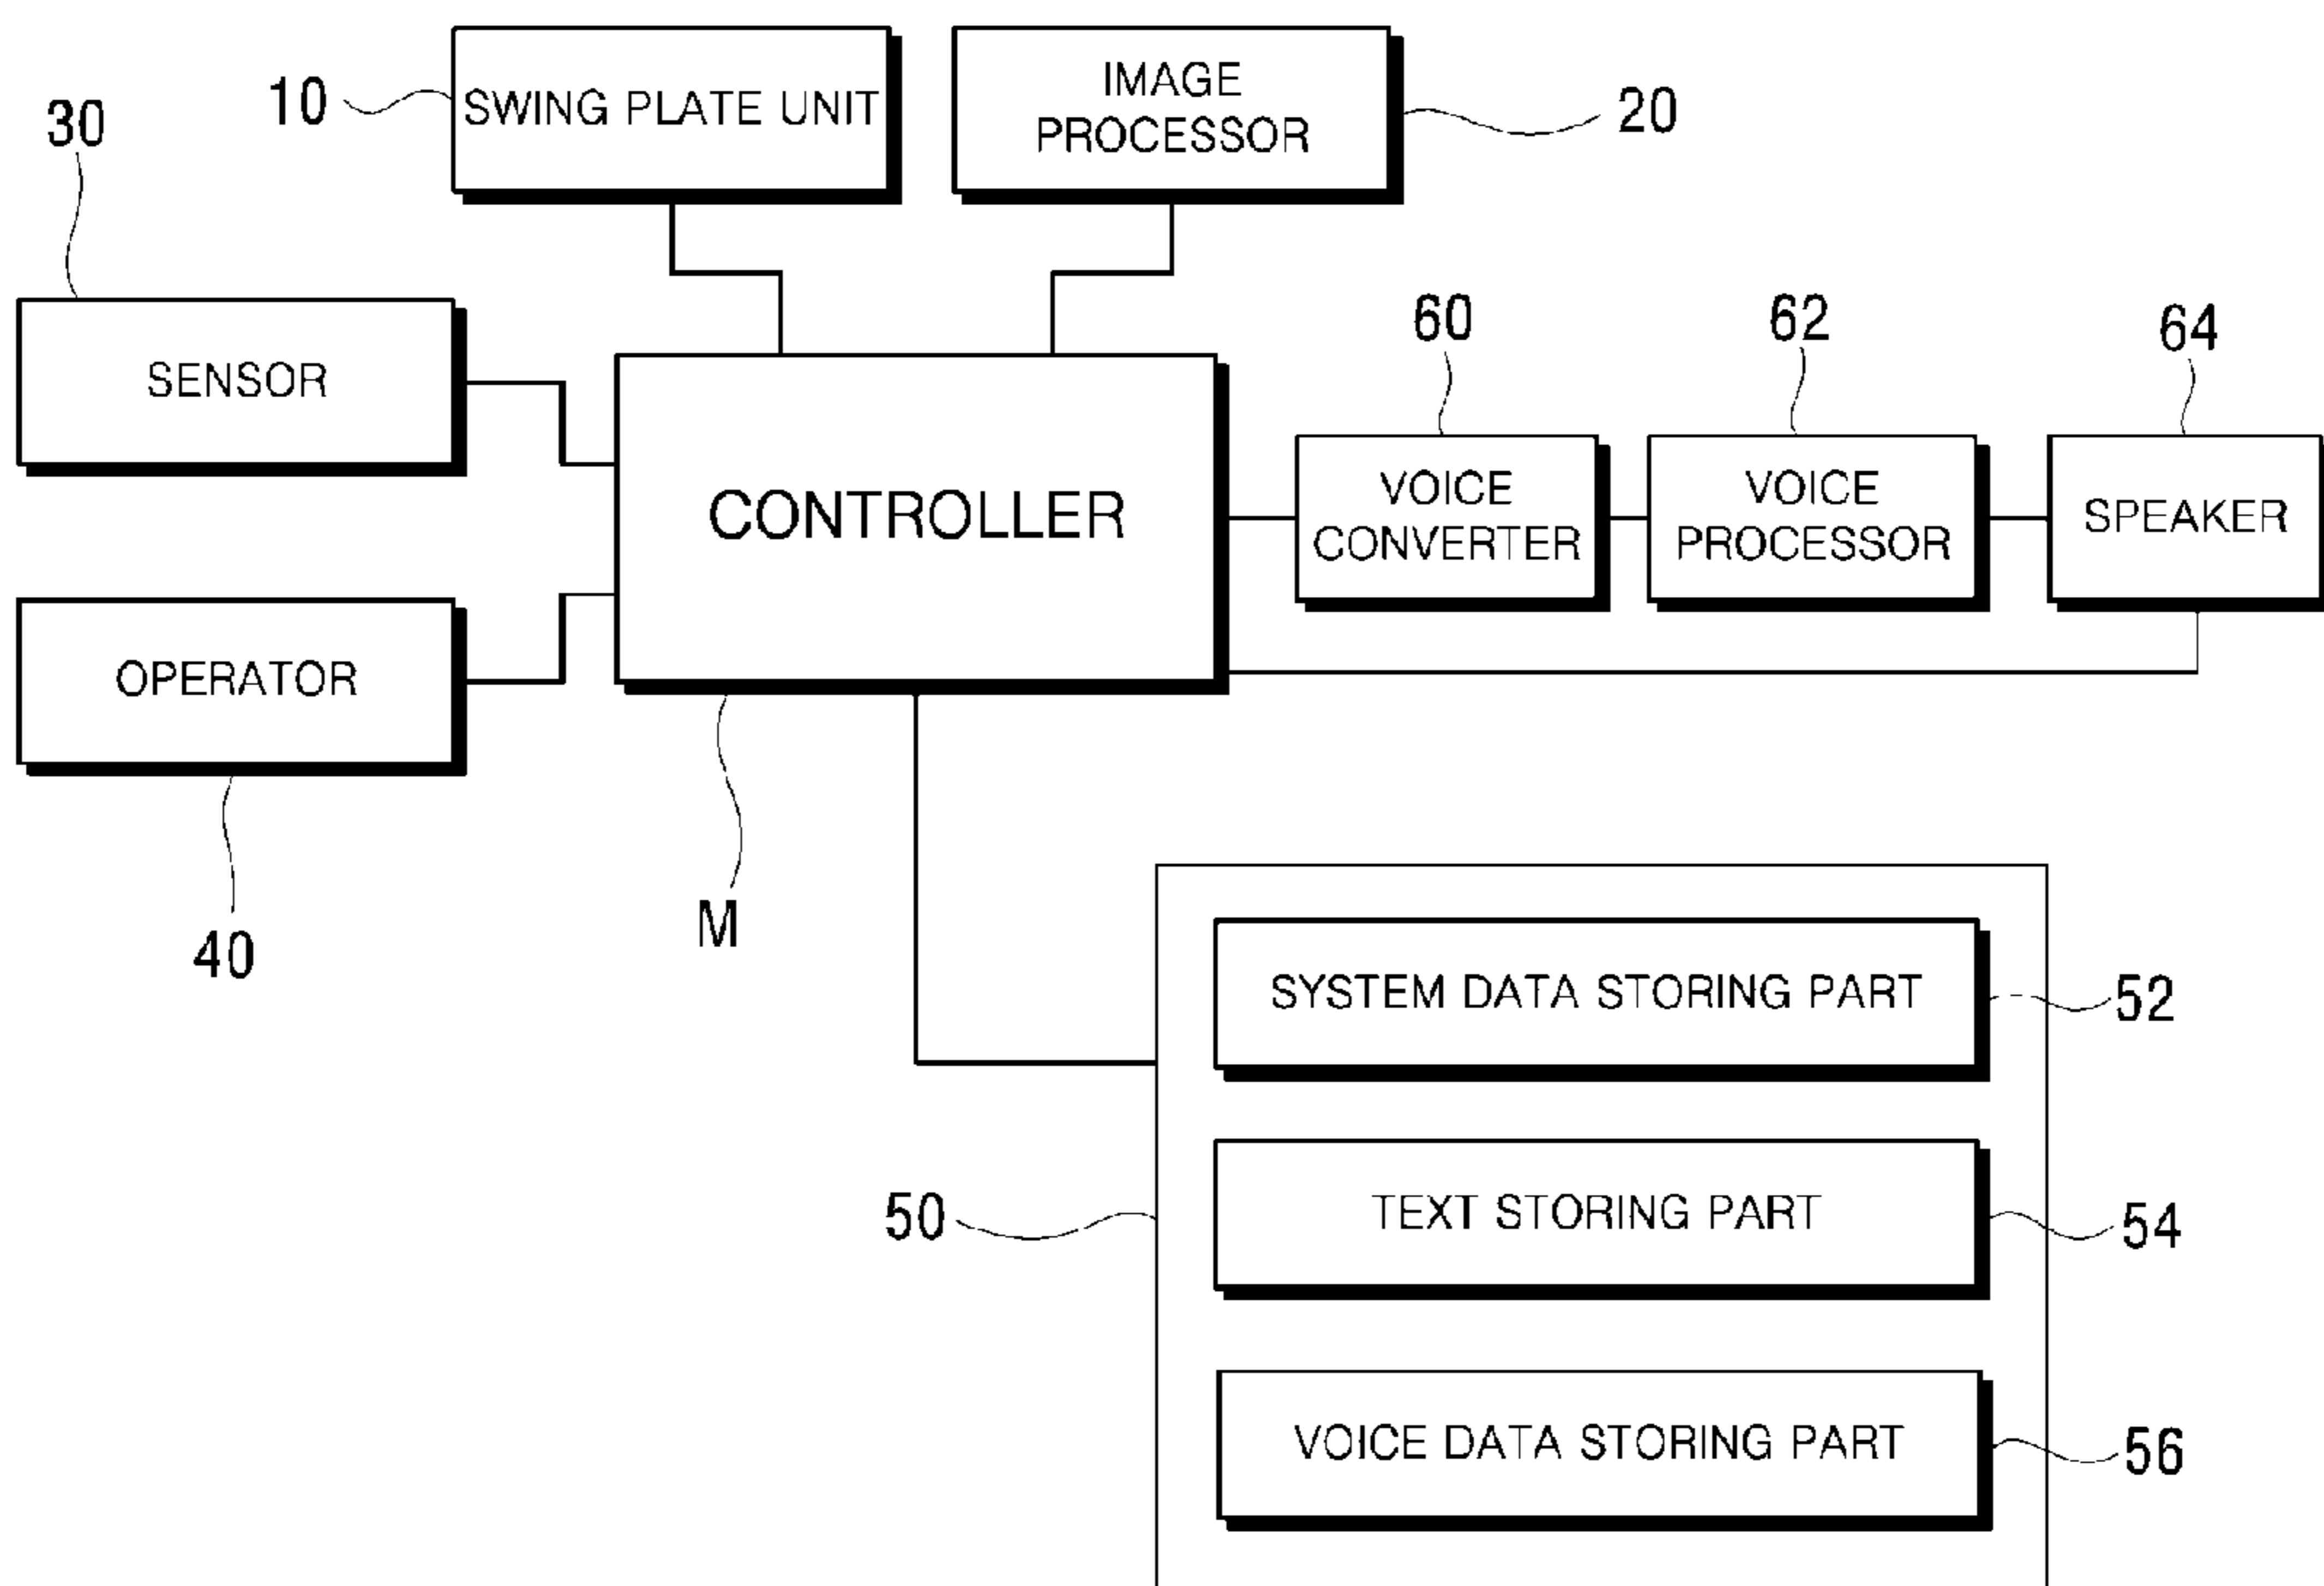 10
SWING PLATE UNIT
IMAGE
PROCESSOR
20
30
SENSOR
60
62
64
CONTROLLER
VOICE
CONVERTER
VOICE
PROCESSOR
SPEAKER
OPERATOR
40
M
SYSTEM DATA STORING PART
52
50
TEXT STORING PART
54
VOICE DATA STORING PART
56